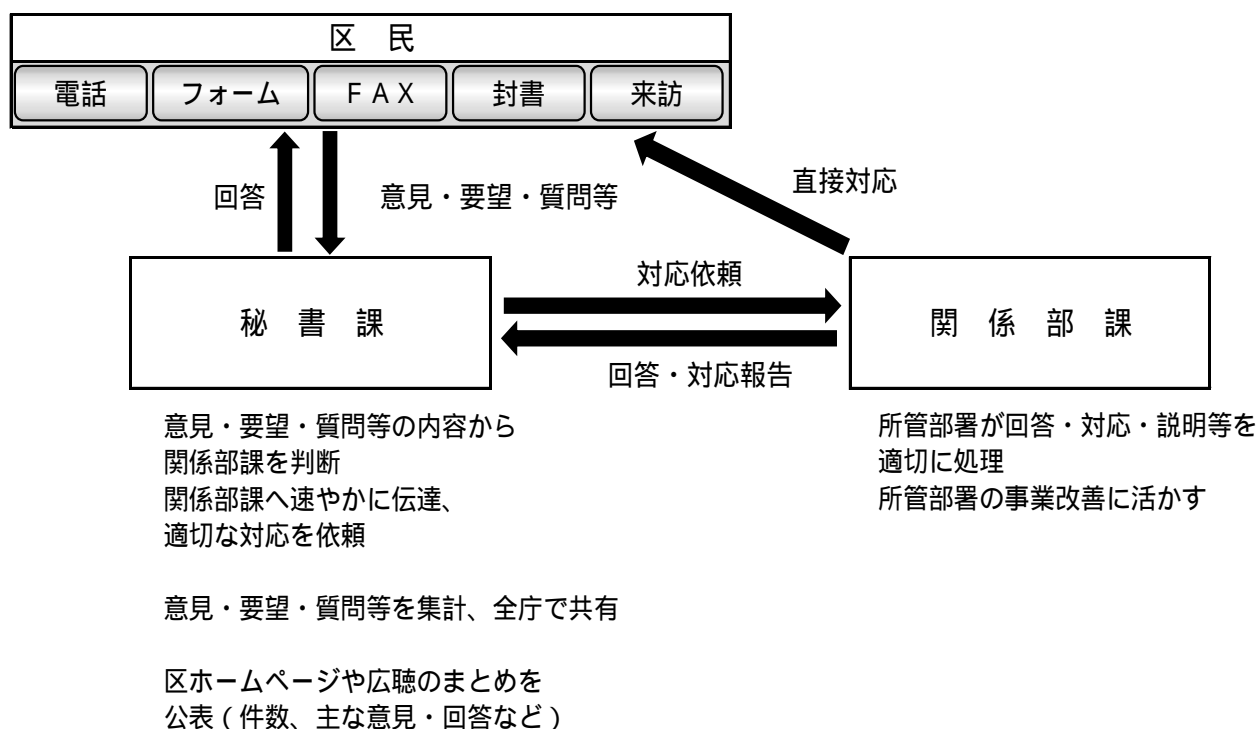 区 民
電話 フォーム ＦＡＸ 封書 来訪
回答
意見・要望・質問等
直接対応
対応依頼
秘 書 課
関 係 部 課
回答・対応報告
意見・要望・質問等の内容から
関係部課を判断
関係部課へ速やかに伝達、
適切な対応を依頼
意見・要望・質問等を集計、全庁で共有
区ホームページや広聴のまとめを
公表（件数、主な意見・回答など）
所管部署が回答・対応・説明等を
適切に処理
所管部署の事業改善に活かす